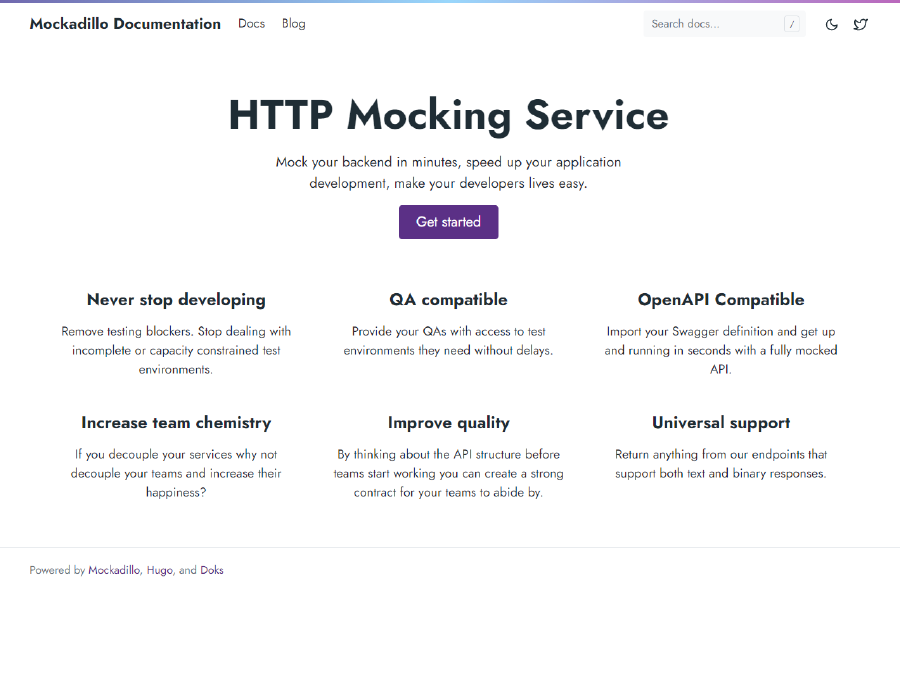 Mockadillo Documentation Docs Blog Search docs... /
HTTP Mocking Service
Mock your backend in minutes, speed up your application
development, make your developers lives easy.
Get started
Never stop developing
Remove testing blockers. Stop dealing with
incomplete or capacity constrained test
environments.
QA compatible
Provide your QAs with access to test
environments they need without delays.
OpenAPI Compatible
Import your Swagger definition and get up
and running in seconds with a fully mocked
API.
Increase team chemistry
If you decouple your services why not
decouple your teams and increase their
happiness?
Improve quality
By thinking about the API structure before
teams start working you can create a strong
contract for your teams to abide by.
Universal support
Return anything from our endpoints that
support both text and binary responses.
Powered by Mockadillo, Hugo, and Doks